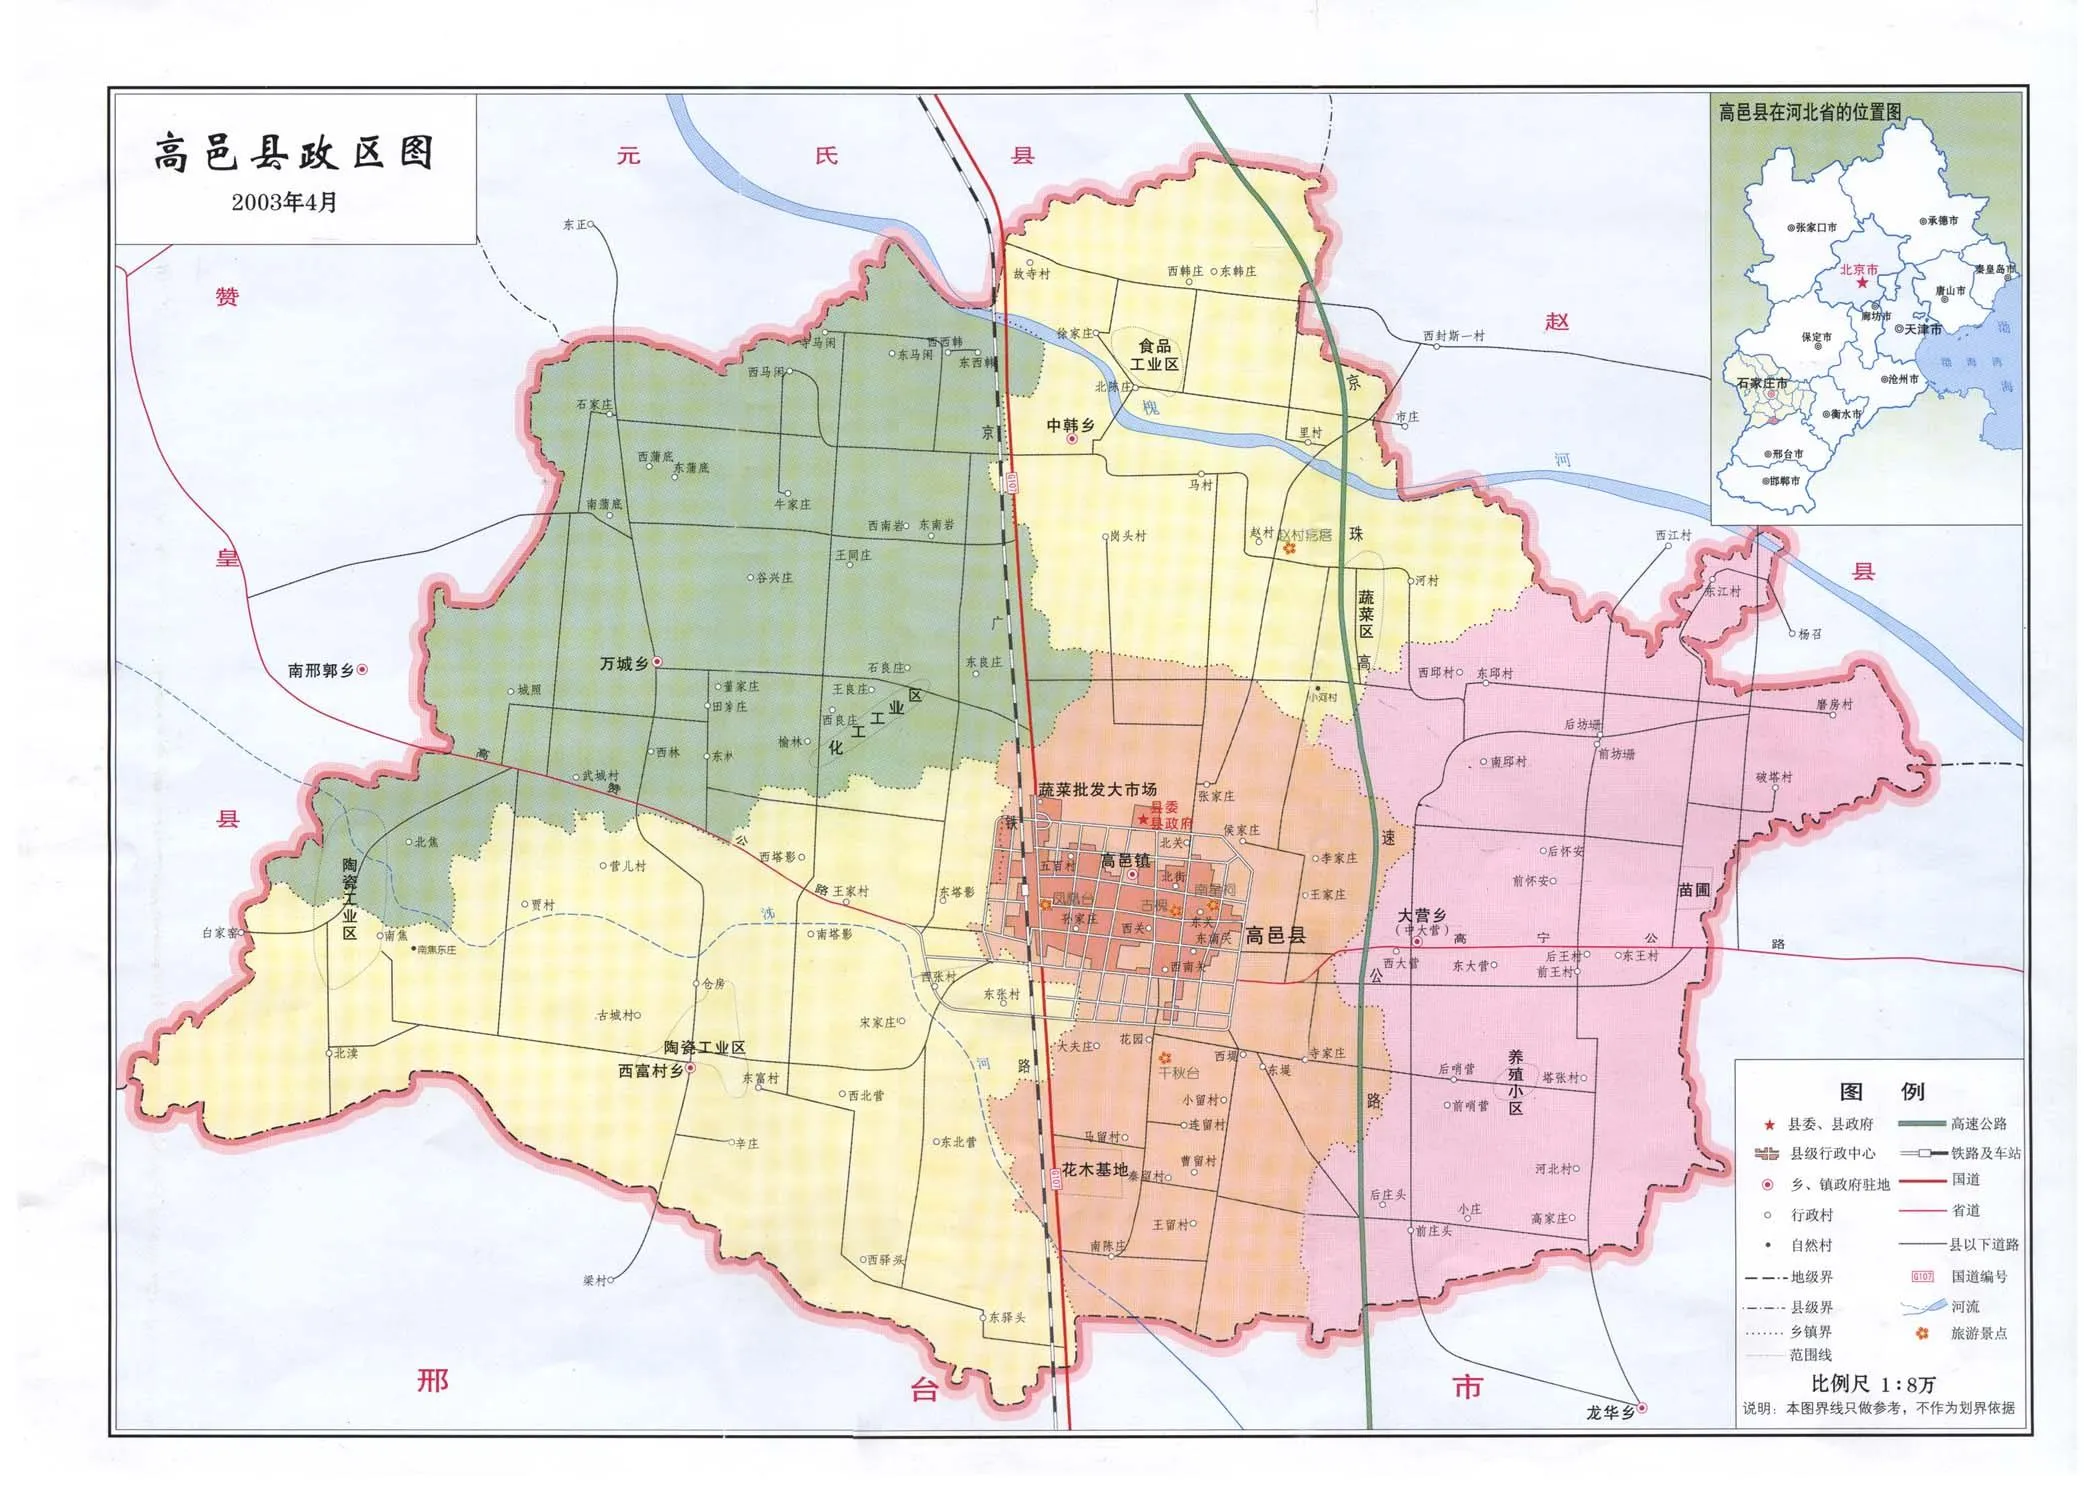 高邑县政区图
2003年4月
高邑县在河北省的位置图
张家口市
承德市
北京市
秦皇岛市
唐山市
廊坊市
天津市
保定市
渤
渤海湾
海
石家庄市
沧州市
衡水市
邢台市
邯郸市
元 氏 县
赞 皇 县
赵 县
邢 台 市
东正
故寺村
西韩庄
东韩庄
徐家庄
食品
工业区
北陈庄
槐 河
西封斯一村
市庄
里村
中韩乡
马村
岗头村
赵村
赵村疙瘩
河村
蔬菜区
小河村
京 珠 高 速 公 路
京 广 铁 路
G107
寺马闲
东马闲
西西韩
东西韩
西马闲
石家庄
西蒲底
东蒲底
南蒲底
牛家庄
西南岩
东南岩
王同庄
谷兴庄
万城乡
南邢郭乡
石良庄
东良庄
城照
董家庄
王良庄
田家庄
西良庄
化工工业区
榆林
西林
武城村
高 赞 公 路
北焦
陶瓷工业区
营儿村
西塔影
王家村
东塔影
贾村
白家窑
南焦
南焦东庄
南塔影
泲 河
仓房
西张村
东张村
古城村
宋家庄
北渎
陶瓷工业区
西富村乡
东富村
西北营
辛庄
东北营
西驿头
梁村
东驿头
蔬菜批发大市场
县委
县政府
张家庄
侯家庄
北关
五百村
高邑镇
北街
李家庄
凤凰台
古槐
王家庄
孙家庄
西关
东关
高邑县
西南关
大夫庄
花园
西堤
东堤
寺家庄
千秋台
小留村
连留村
马留村
花木基地
秦留村
曹留村
王留村
南陈庄
西江村
东江村
杨召
西邱村
东邱村
磨房村
后坊珊
前坊珊
南邱村
破塔村
后怀安
前怀安
苗圃
大营乡
(中大营)
高 宁 公 路
西大营
东大营
后王村
前王村
东王村
后哨营
养殖小区
塔张村
前哨营
河北村
后庄头
小庄
高家庄
前庄头
龙华乡
图 例
县委、县政府
高速公路
县级行政中心
铁路及车站
乡、镇政府驻地
国道
行政村
省道
自然村
县以下道路
地级界
G107
国道编号
县级界
河流
乡镇界
旅游景点
范围线
比例尺 1:8万
说明:本图界线只做参考,不作为划界依据